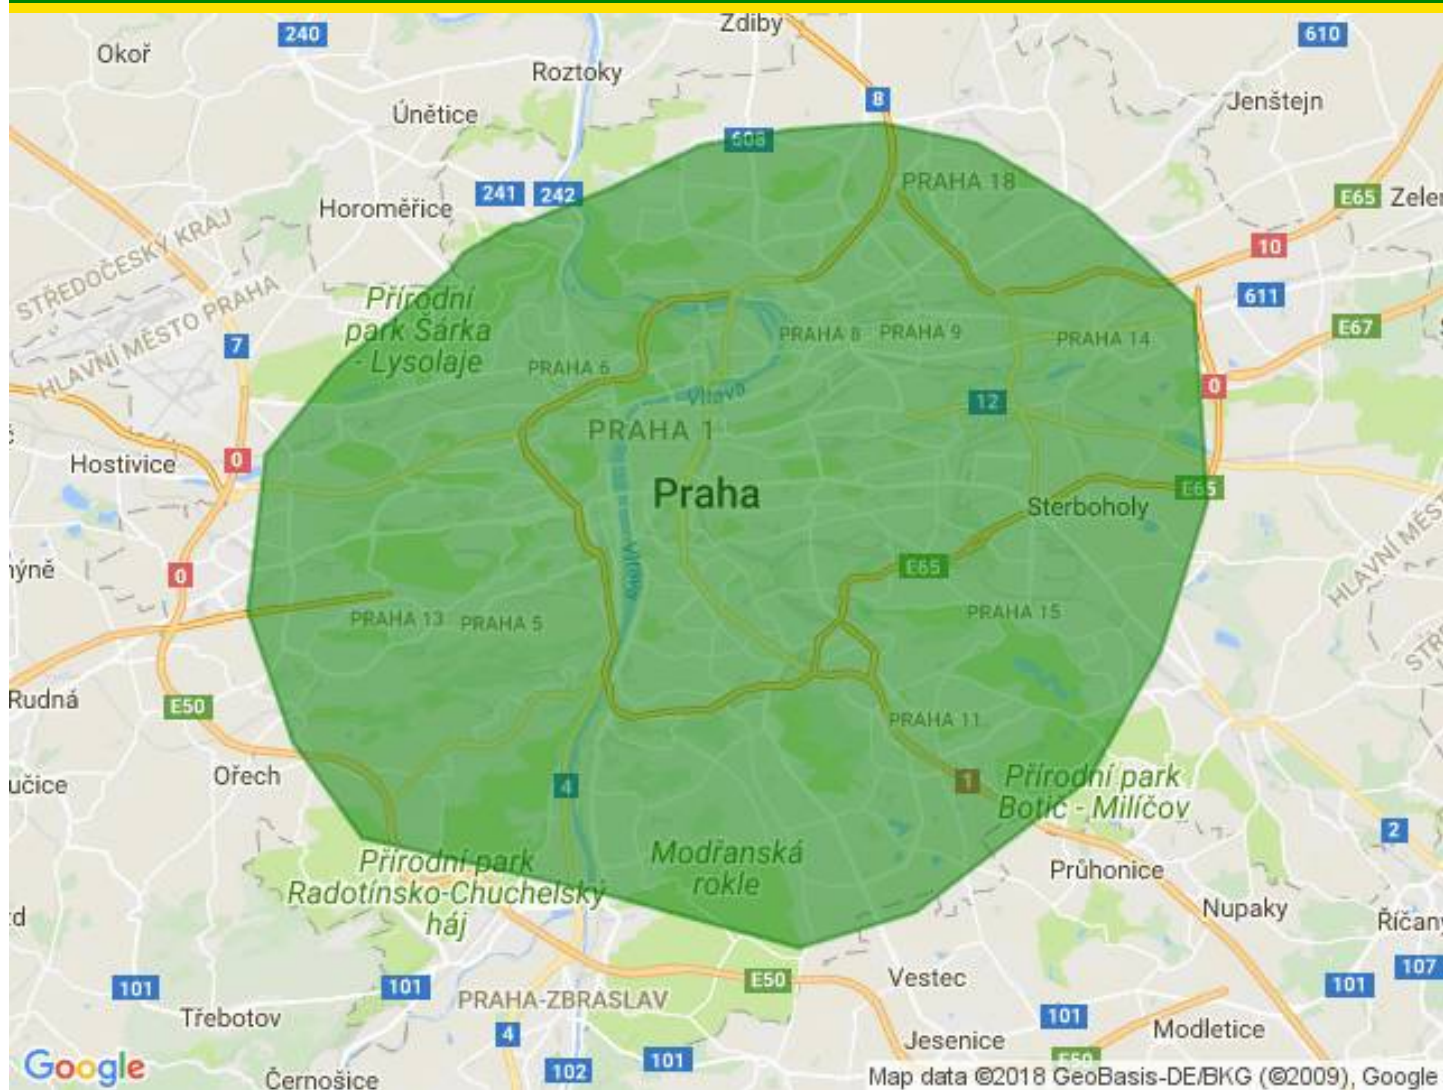 Zdiby
240
610
Okoř
Roztoky
8
Jenštejn
Únětice
608
PRAHA 18
241
242
E65
Horoměřice
10
STŘEDOČESKÝ KRAJ
HLAVNÍ MĚSTO PRAHA
Přírodní
park Šárka
- Lysolaje
611
E67
7
PRAHA 8
PRAHA 9
PRAHA 14
PRAHA 6
0
Vltava
12
PRAHA 1
0
Hostivice
Praha
E65
Sterboholy
E65
0
PRAHA 13
PRAHA 5
PRAHA 15
Rudná
E50
PRAHA 11
Ořech
4
1
Přírodní park
Botič - Milíčov
2
Přírodní park
Radotínsko-Chuchelský
háj
Modřanská
rokle
Průhonice
Nupaky
107
E50
Vestec
101
101
101
PRAHA-ZBRASLAV
Třebotov
101
Modletice
4
Jesenice
101
E50
102
Černošice
Google
Map data ©2018 GeoBasis-DE/BKG (©2009), Google